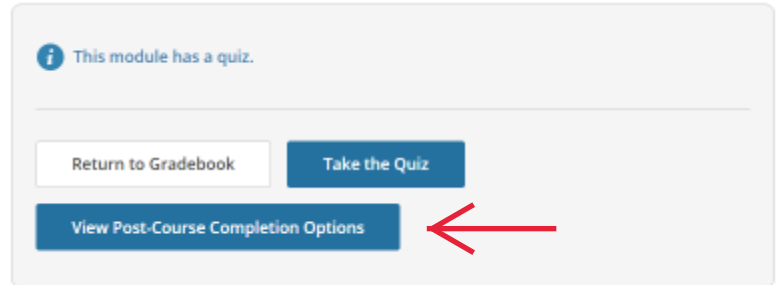 This module has a quiz.
Return to Gradebook
Take the Quiz
View Post-Course Completion Options